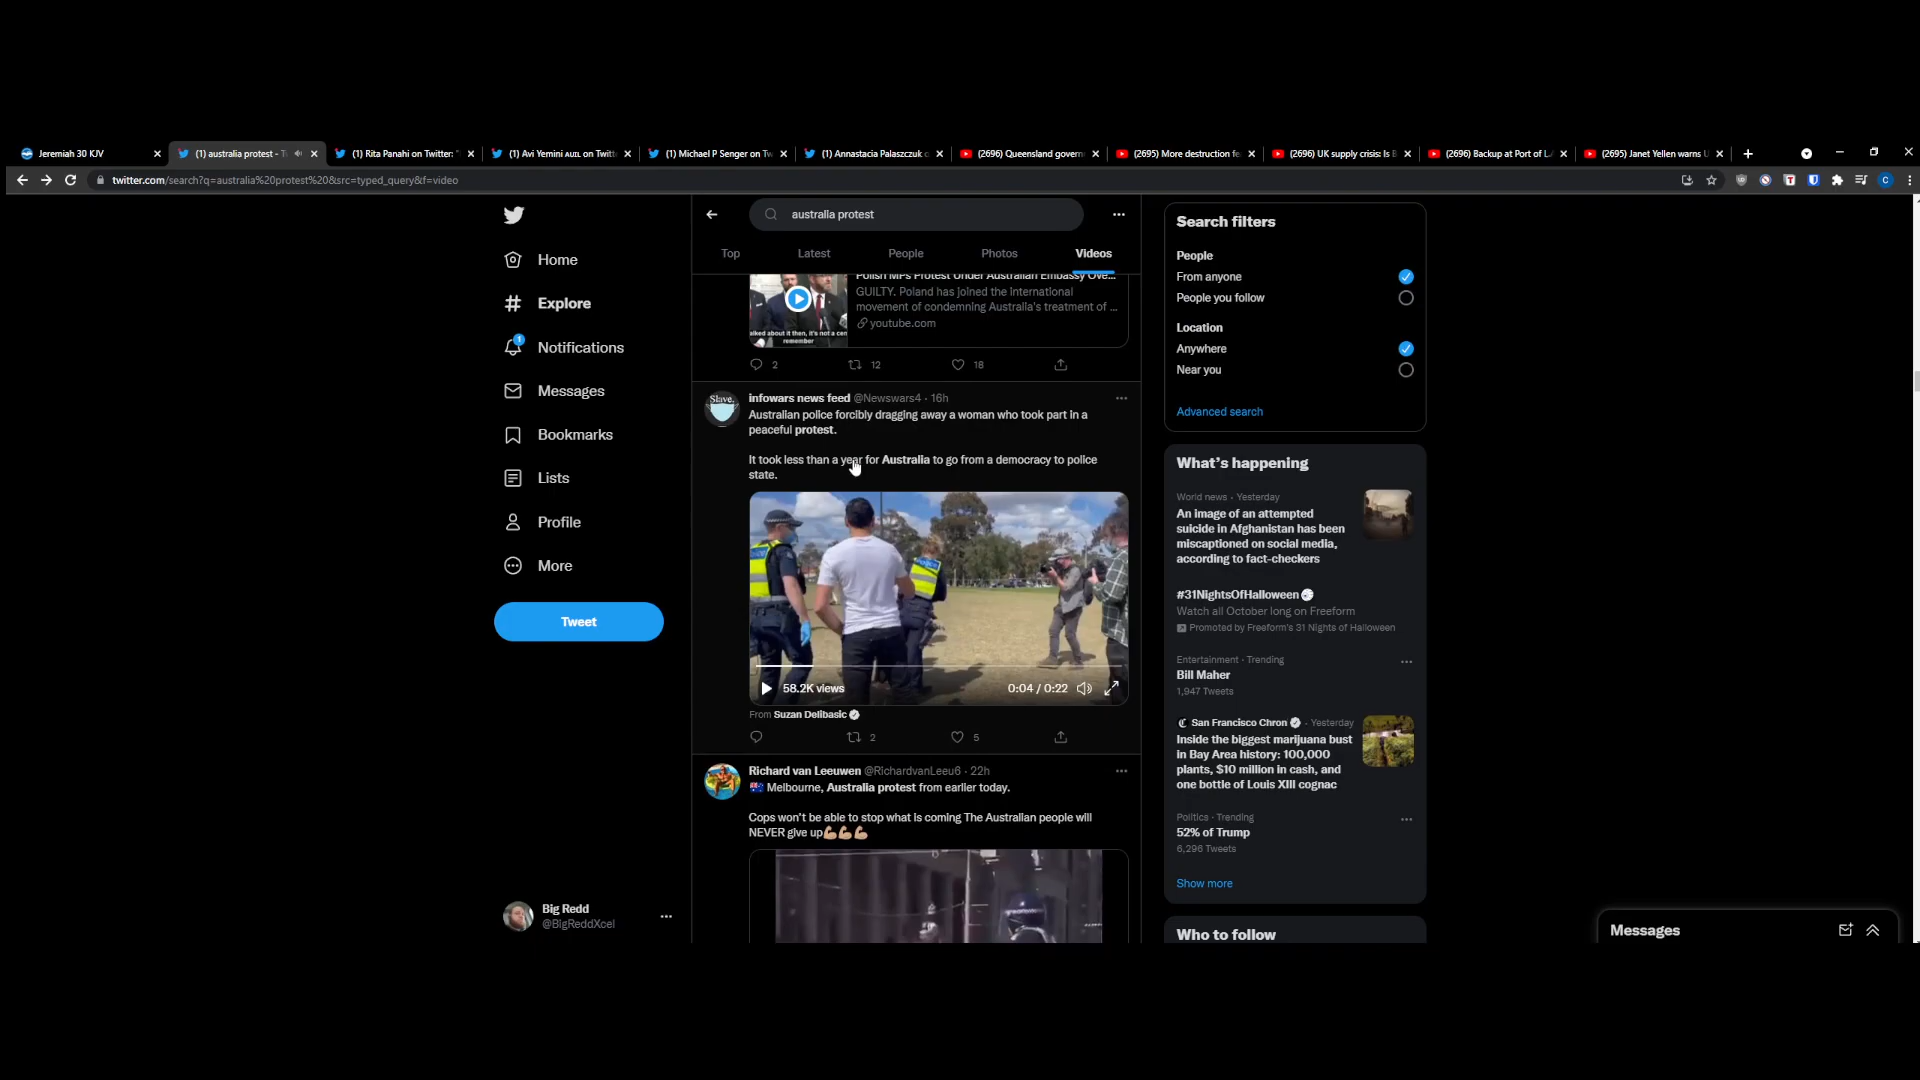 Jeremiah 30 KJV
(1) australia protest - T
(1) Rita Panahi on Twitter: "
(1) Avi Yemini
on Twitt
(1) Michael P Senger on Tw
(1) Annastacia Palaszczuk o
(2696) Queensland govern
(2695) More destruction fe
(2696) UK supply crisis: Is B
(2696) Backup at Port of L
(2695) Janet Yellen warns U
twitter.com/search?q=australia%20protest%20&src=typed_query&f=video
Home
Explore
1
Notifications
Messages
Bookmarks
Lists
Profile
More
Tweet
Big Redd
@BigReddXcel
australia protest
Top
Latest
People
Photos
Videos
Polish MPs Protest Under Australian Embassy Ove...
GUILTY. Poland has joined the international
movement of condemning Australia's treatment of ...
youtube.com
remember
2
12
18
Slave.
infowars news feed @Newswars4 · 16h
Australian police forcibly dragging away a woman who took part in a
peaceful protest.
It took less than a year for Australia to go from a democracy to police
state.
58.2K views
0:04 / 0:22
From Suzan Delibasic
2
5
Richard van Leeuwen @RichardvanLeeu6 · 22h
🇦🇺 Melbourne, Australia protest from earlier today.
Cops won't be able to stop what is coming The Australian people will
NEVER give up💪🏼💪🏼💪🏼
Search filters
People
From anyone
People you follow
Location
Anywhere
Near you
Advanced search
What's happening
World news · Yesterday
An image of an attempted
suicide in Afghanistan has been
miscaptioned on social media,
according to fact-checkers
#31NightsOfHalloween
Watch all October long on Freeform
Promoted by Freeform's 31 Nights of Halloween
Entertainment · Trending
Bill Maher
1,947 Tweets
San Francisco Chron · Yesterday
Inside the biggest marijuana bust
in Bay Area history: 100,000
plants, $10 million in cash, and
one bottle of Louis XIII cognac
Politics · Trending
52% of Trump
6,296 Tweets
Show more
Who to follow
Messages